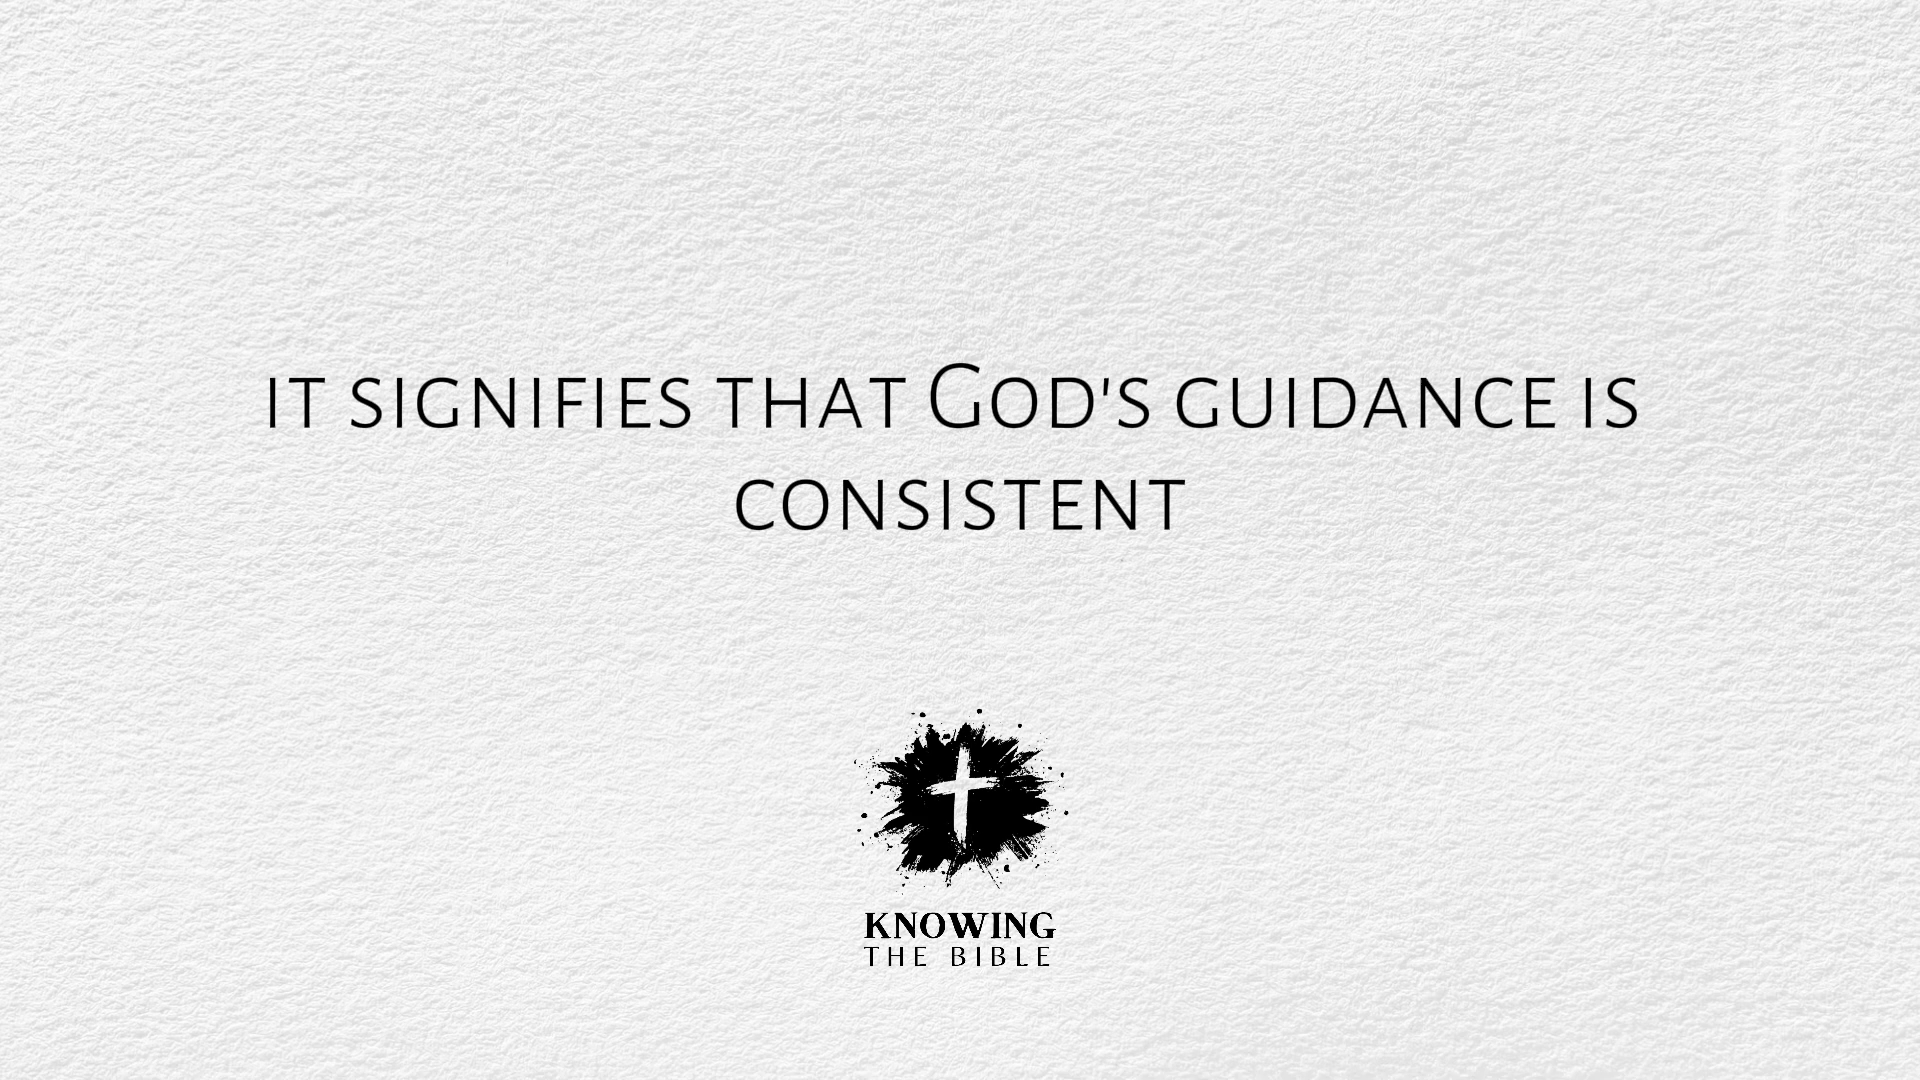 it signifies that God's guidance is
consistent
KNOWING
THE BIBLE